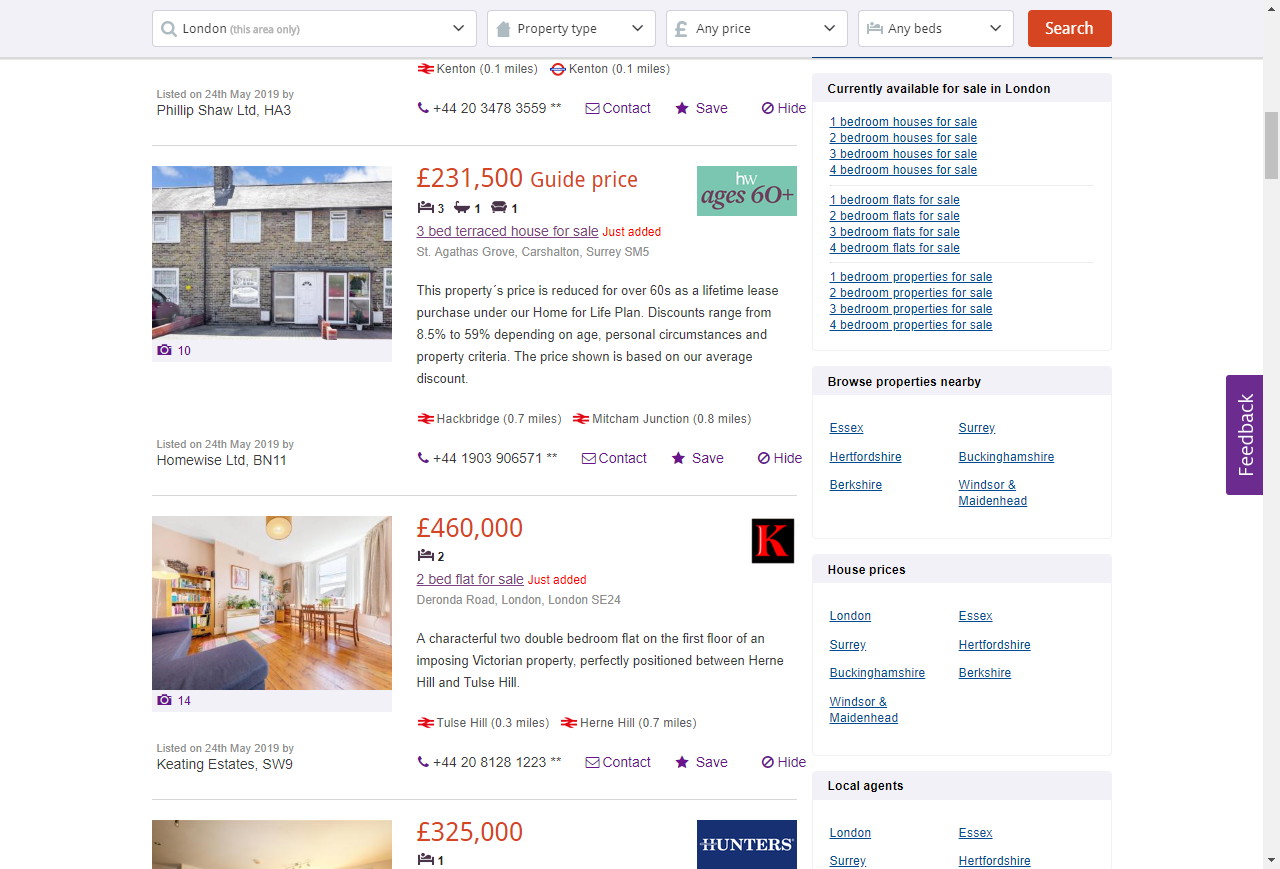 London (this area only)
Property type
Any price
Any beds
Search
Kenton (0.1 miles) Kenton (0.1 miles)
Listed on 24th May 2019 by
Phillip Shaw Ltd, HA3
+44 20 3478 3559 ** Contact Save Hide
£231,500 Guide price
3 1 1
hw
ages 60+
3 bed terraced house for sale Just added
St. Agathas Grove, Carshalton, Surrey SM5
This property´s price is reduced for over 60s as a lifetime lease
purchase under our Home for Life Plan. Discounts range from
8.5% to 59% depending on age, personal circumstances and
property criteria. The price shown is based on our average
discount.
10
Hackbridge (0.7 miles) Mitcham Junction (0.8 miles)
Listed on 24th May 2019 by
Homewise Ltd, BN11
+44 1903 906571 ** Contact Save Hide
£460,000
2
K
2 bed flat for sale Just added
Deronda Road, London, London SE24
A characterful two double bedroom flat on the first floor of an
imposing Victorian property, perfectly positioned between Herne
Hill and Tulse Hill.
14
Tulse Hill (0.3 miles) Herne Hill (0.7 miles)
Listed on 24th May 2019 by
Keating Estates, SW9
+44 20 8128 1223 ** Contact Save Hide
£325,000
1
HUNTERS
Currently available for sale in London
1 bedroom houses for sale
2 bedroom houses for sale
3 bedroom houses for sale
4 bedroom houses for sale
1 bedroom flats for sale
2 bedroom flats for sale
3 bedroom flats for sale
4 bedroom flats for sale
1 bedroom properties for sale
2 bedroom properties for sale
3 bedroom properties for sale
4 bedroom properties for sale
Browse properties nearby
Essex Surrey
Hertfordshire Buckinghamshire
Berkshire Windsor &
Maidenhead
House prices
London Essex
Surrey Hertfordshire
Buckinghamshire Berkshire
Windsor &
Maidenhead
Local agents
London Essex
Surrey Hertfordshire
Feedback